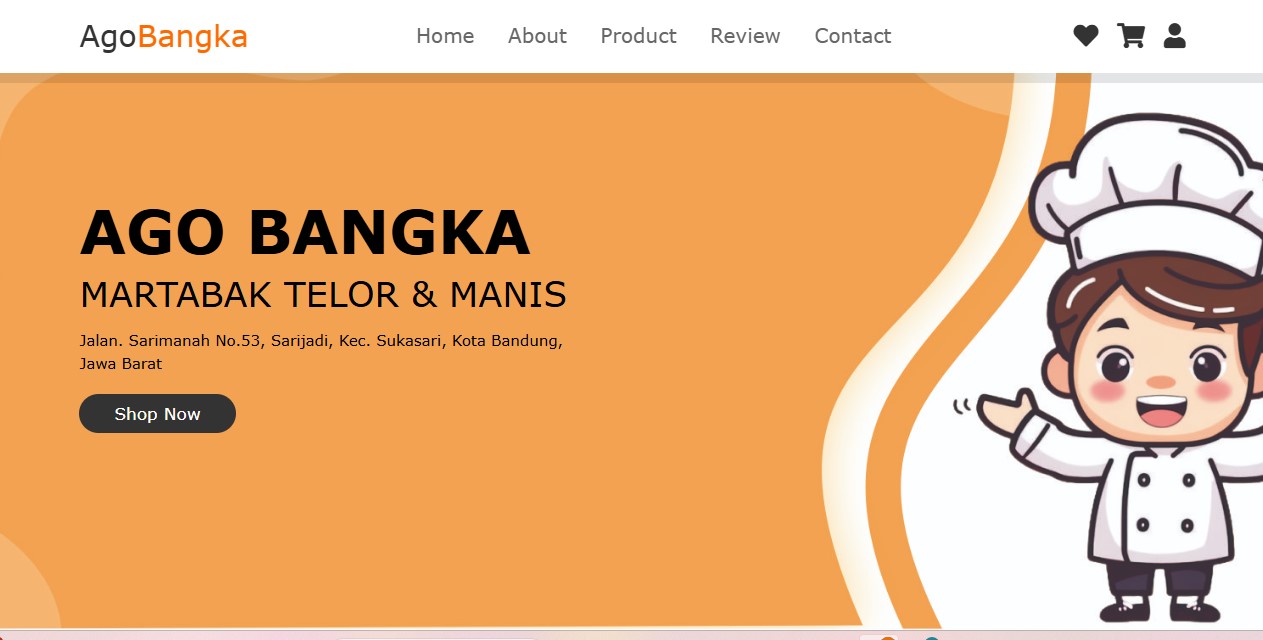 AgoBangka
Home About Product Review Contact
AGO BANGKA
MARTABAK TELOR & MANIS
Jalan. Sarimanah No.53, Sarijadi, Kec. Sukasari, Kota Bandung,
Jawa Barat
Shop Now